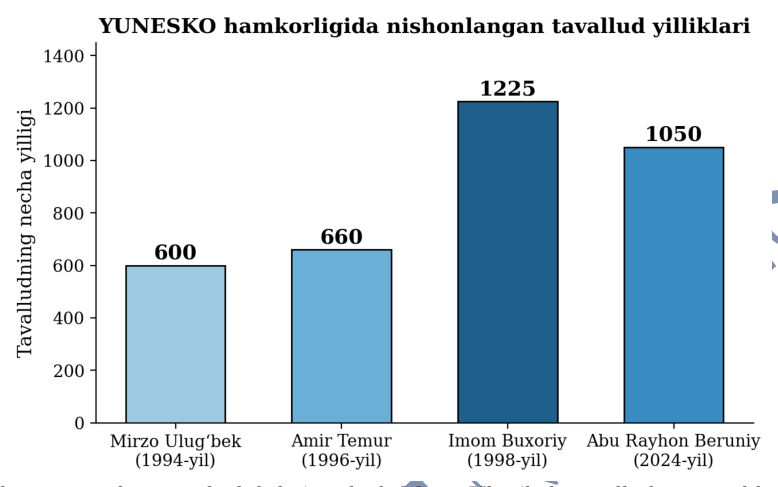 YUNESKO hamkorligida nishonlangan tavallud yilliklari
Tavalludning necha yilligi
1400
1200
1000
800
600
400
200
0
600
660
1225
1050
Mirzo Ulug‘bek
(1994-yil)
Amir Temur
(1996-yil)
Imom Buxoriy
(1998-yil)
Abu Rayhon Beruniy
(2024-yil)